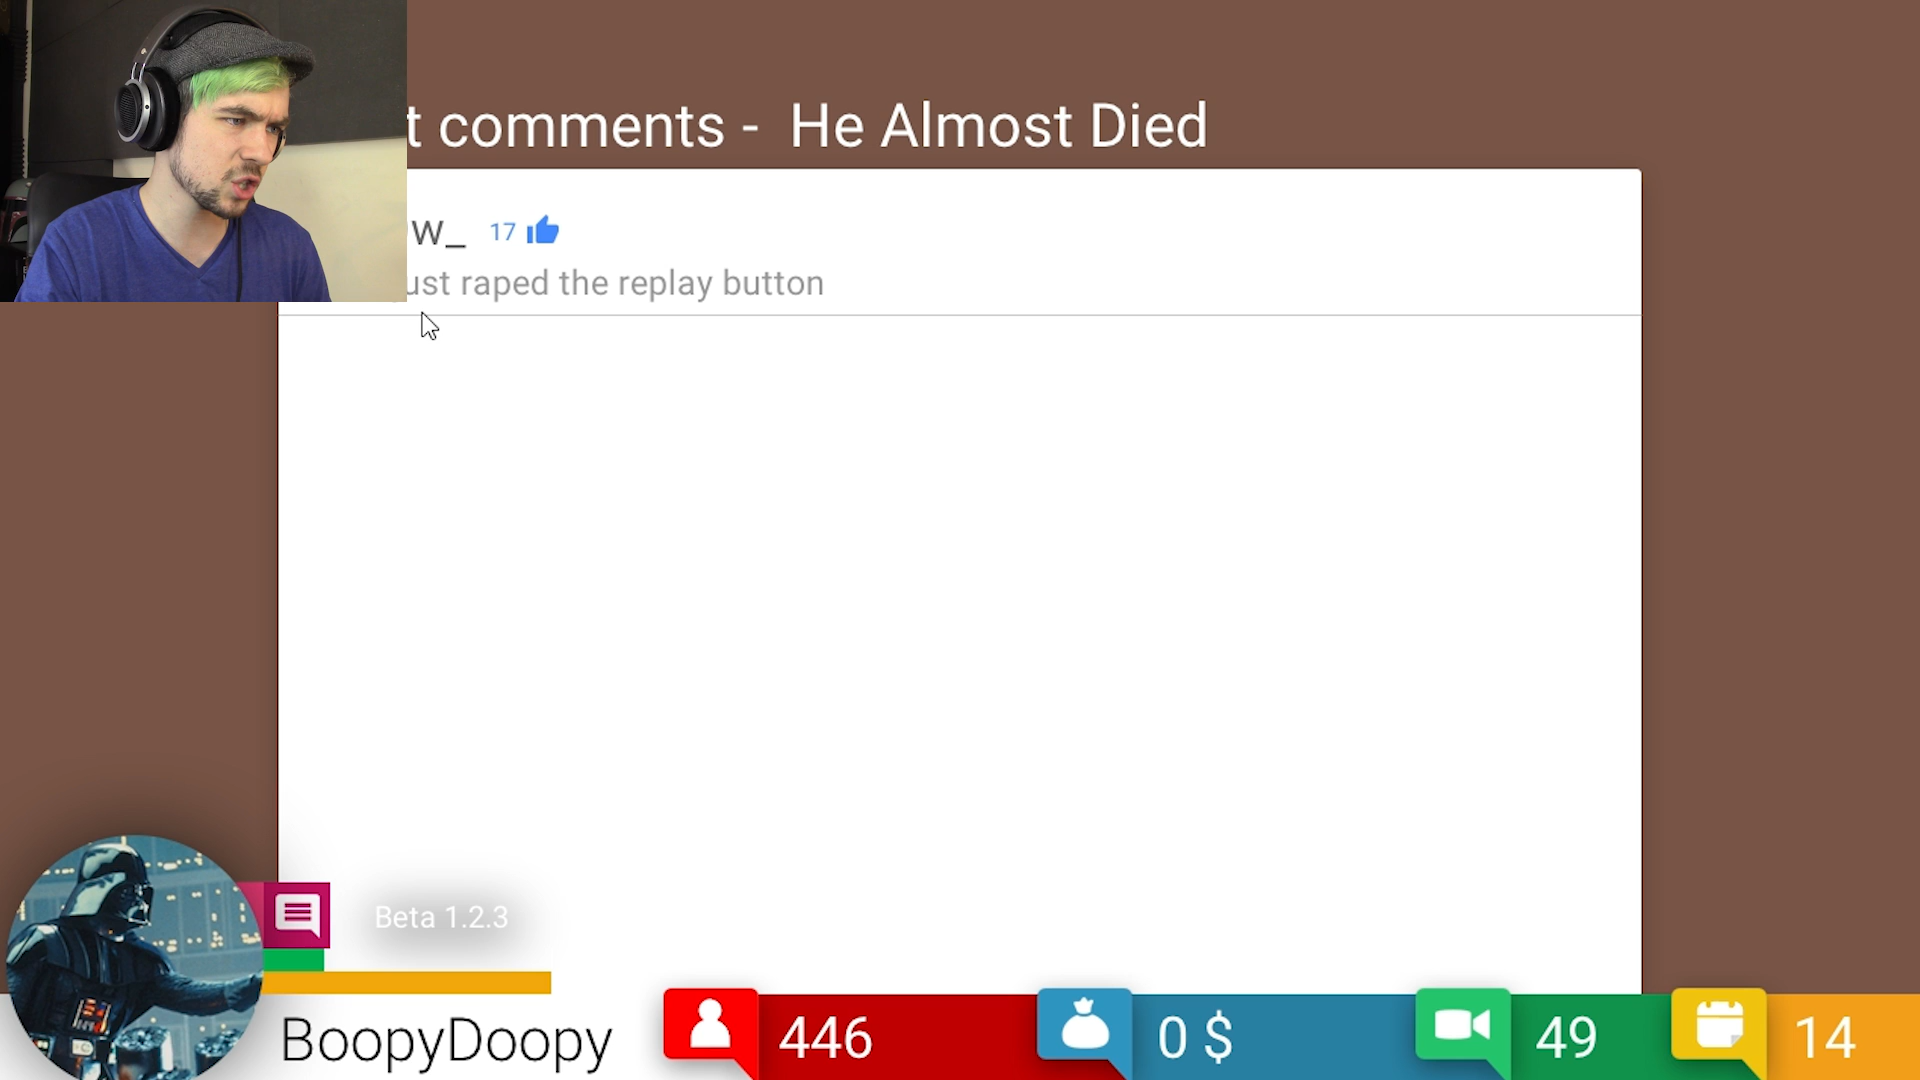 t comments - He Almost Died
w_ 17
ust raped the replay button
Beta 1.2.3
BoopyDoopy
446
0 $
49
14